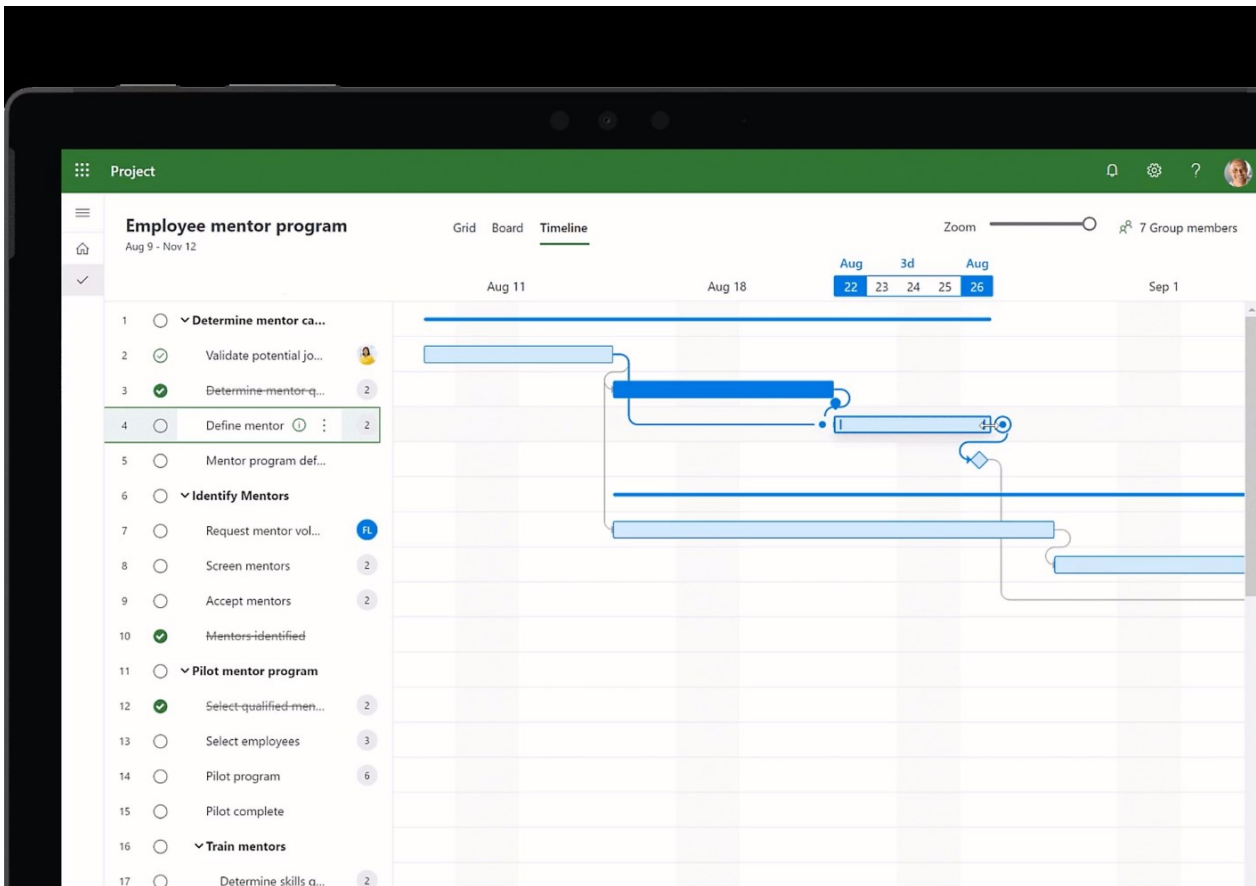 Project
Employee mentor program
Aug 9 - Nov 12
Grid Board Timeline
Zoom
7 Group members
Aug 3d Aug
Aug 11 Aug 18 22 23 24 25 26 Sep 1
1 Determine mentor ca...
2 Validate potential jo...
3 Determine mentor q... 2
4 Define mentor 2
5 Mentor program def...
6 Identify Mentors
7 Request mentor vol... FL
8 Screen mentors 2
9 Accept mentors 2
10 Mentors identified
11 Pilot mentor program
12 Select qualified men... 2
13 Select employees 3
14 Pilot program 6
15 Pilot complete
16 Train mentors
17 Determine skills q... 2